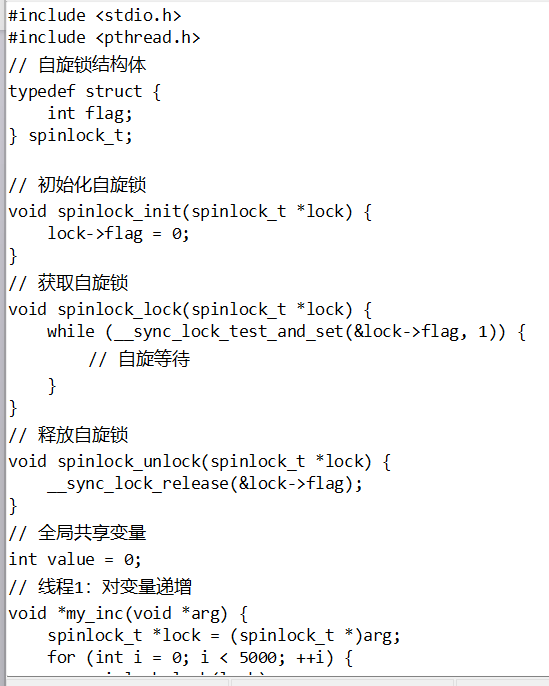 #include <stdio.h>
#include <pthread.h>
// 自旋锁结构体
typedef struct {
    int flag;
} spinlock_t;

// 初始化自旋锁
void spinlock_init(spinlock_t *lock) {
    lock->flag = 0;
}
// 获取自旋锁
void spinlock_lock(spinlock_t *lock) {
    while (__sync_lock_test_and_set(&lock->flag, 1)) {
        // 自旋等待
    }
}
// 释放自旋锁
void spinlock_unlock(spinlock_t *lock) {
    __sync_lock_release(&lock->flag);
}
// 全局共享变量
int value = 0;
// 线程1: 对变量递增
void *my_inc(void *arg) {
    spinlock_t *lock = (spinlock_t *)arg;
    for (int i = 0; i < 5000; ++i) {